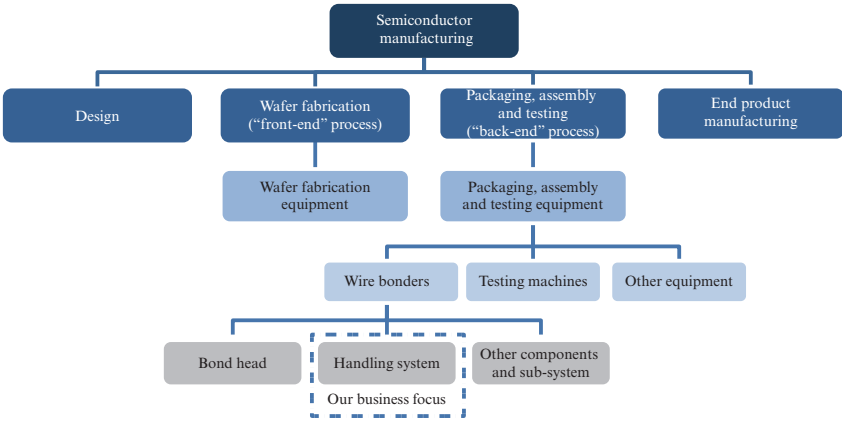 Semiconductor
manufacturing
Design
Wafer fabrication
(“front-end” process)
Packaging, assembly
and testing
(“back-end” process)
End product
manufacturing
Wafer fabrication
equipment
Packaging, assembly
and testing equipment
Wire bonders
Testing machines
Other equipment
Bond head
Handling system
Other components
and sub-system
Our business focus